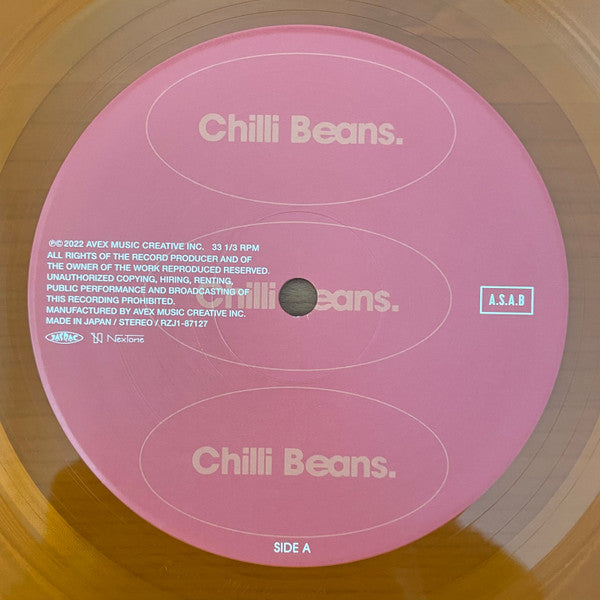 Chilli Beans.
℗©2022 AVEX MUSIC CREATIVE INC. 33 1/3 RPM
ALL RIGHTS OF THE RECORD PRODUCER AND OF
THE OWNER OF THE WORK REPRODUCED RESERVED.
UNAUTHORIZED COPYING, HIRING, RENTING,
PUBLIC PERFORMANCE AND BROADCASTING OF
THIS RECORDING PROHIBITED.
MANUFACTURED BY AVEX MUSIC CREATIVE INC.
MADE IN JAPAN / STEREO / RZJ1-87127
JASRAC NexTone
Chilli Beans.
A.S.A.B
Chilli Beans.
SIDE A